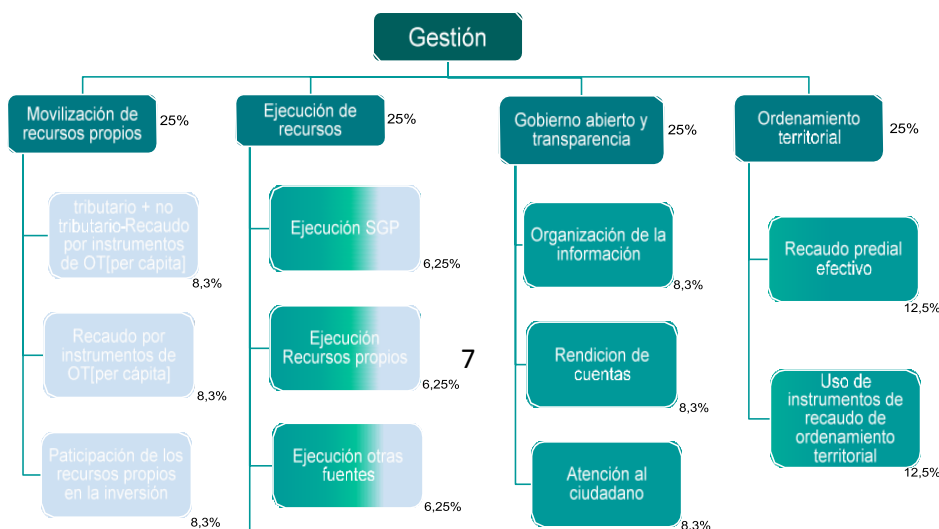 Gestión
Movilización de
recursos propios
25%
tributario + no
tributario-Recaudo
por instrumentos
de OT[per cápita]
8,3%
Recaudo por
instrumentos de
OT[per cápita]
8,3%
Paticipación de los
recursos propios
en la inversión
8,3%
Ejecución de
recursos
25%
Ejecución SGP
6,25%
Ejecución
Recursos propios
6,25%
Ejecución otras
fuentes
6,25%
7
Gobierno abierto y
transparencia
25%
Organización de la
información
8,3%
Rendicion de
cuentas
8,3%
Atención al
ciudadano
8,3%
Ordenamiento
territorial
25%
Recaudo predial
efectivo
12,5%
Uso de
instrumentos de
recaudo de
ordenamiento
territorial
12,5%